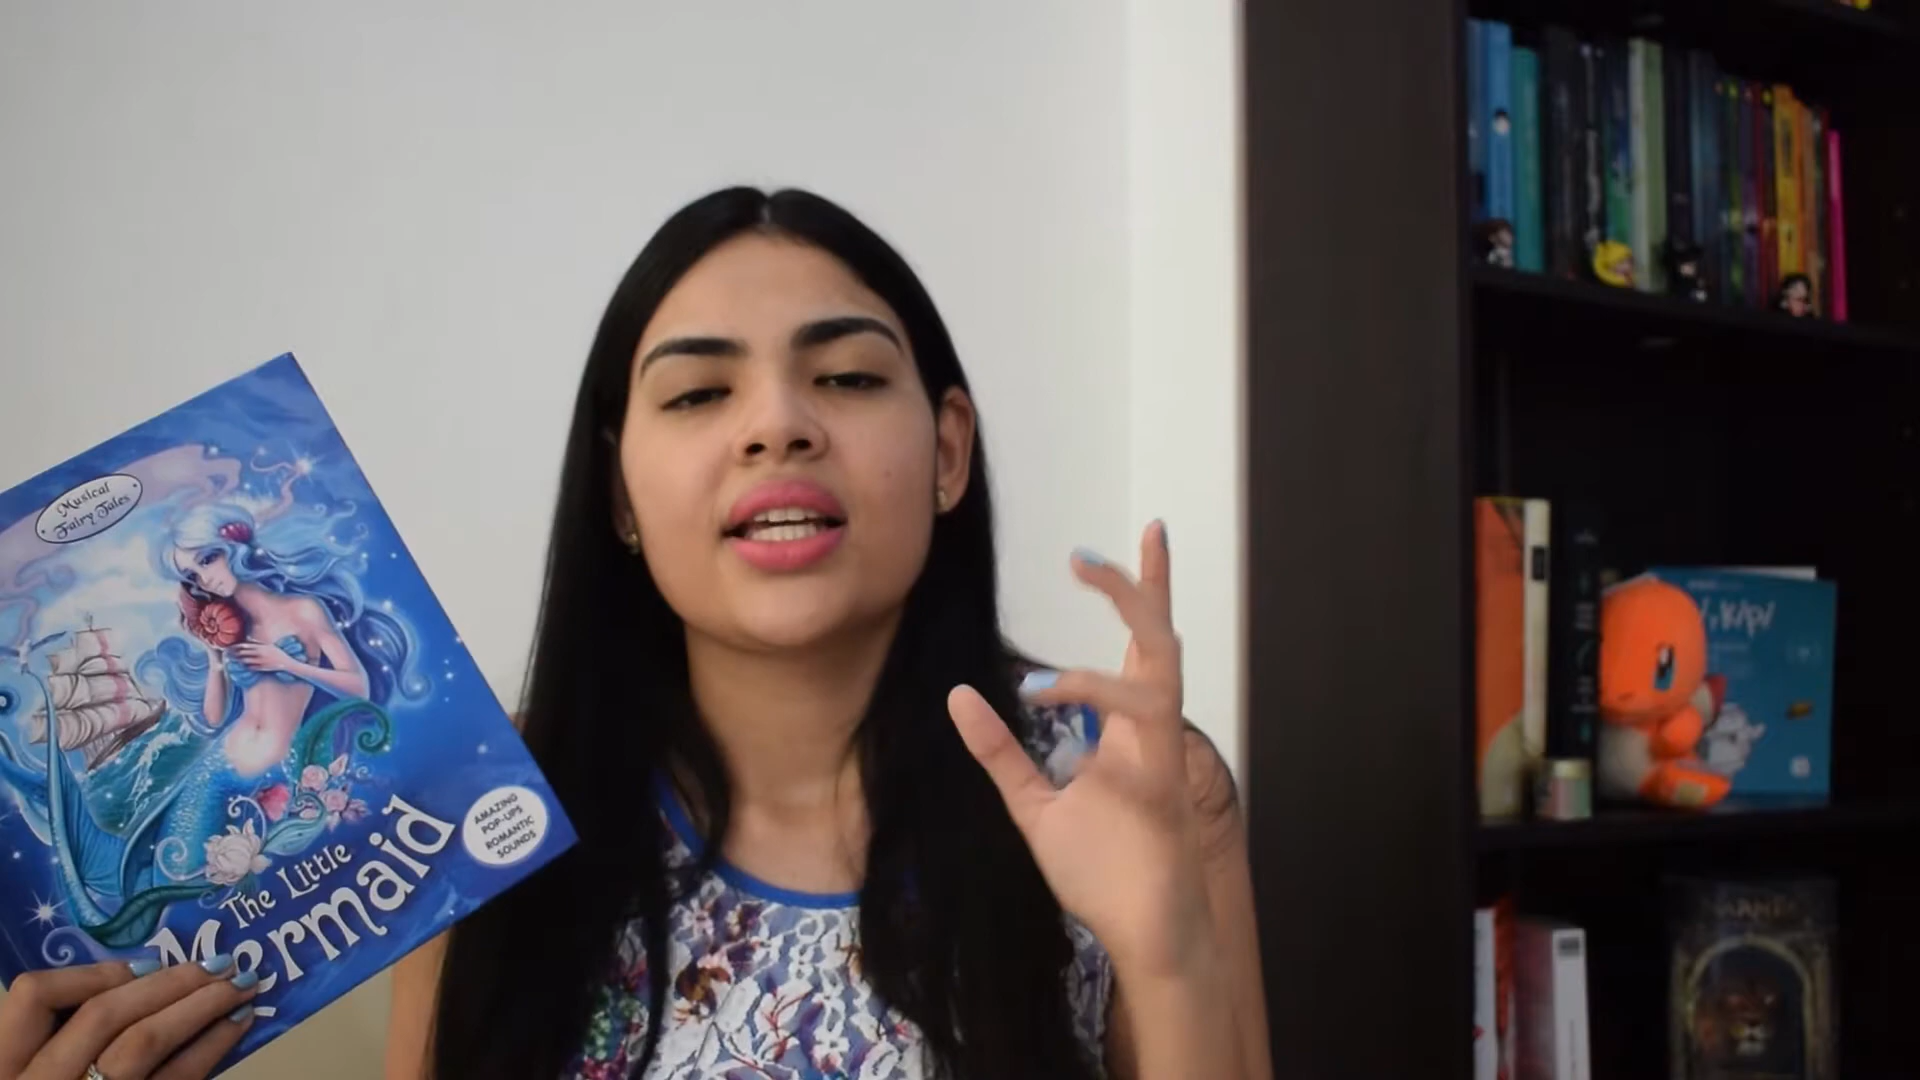 Musical
Fairy Tales
The Little
Mermaid
AMAZING
POP-UPS
ROMANTIC
SOUNDS